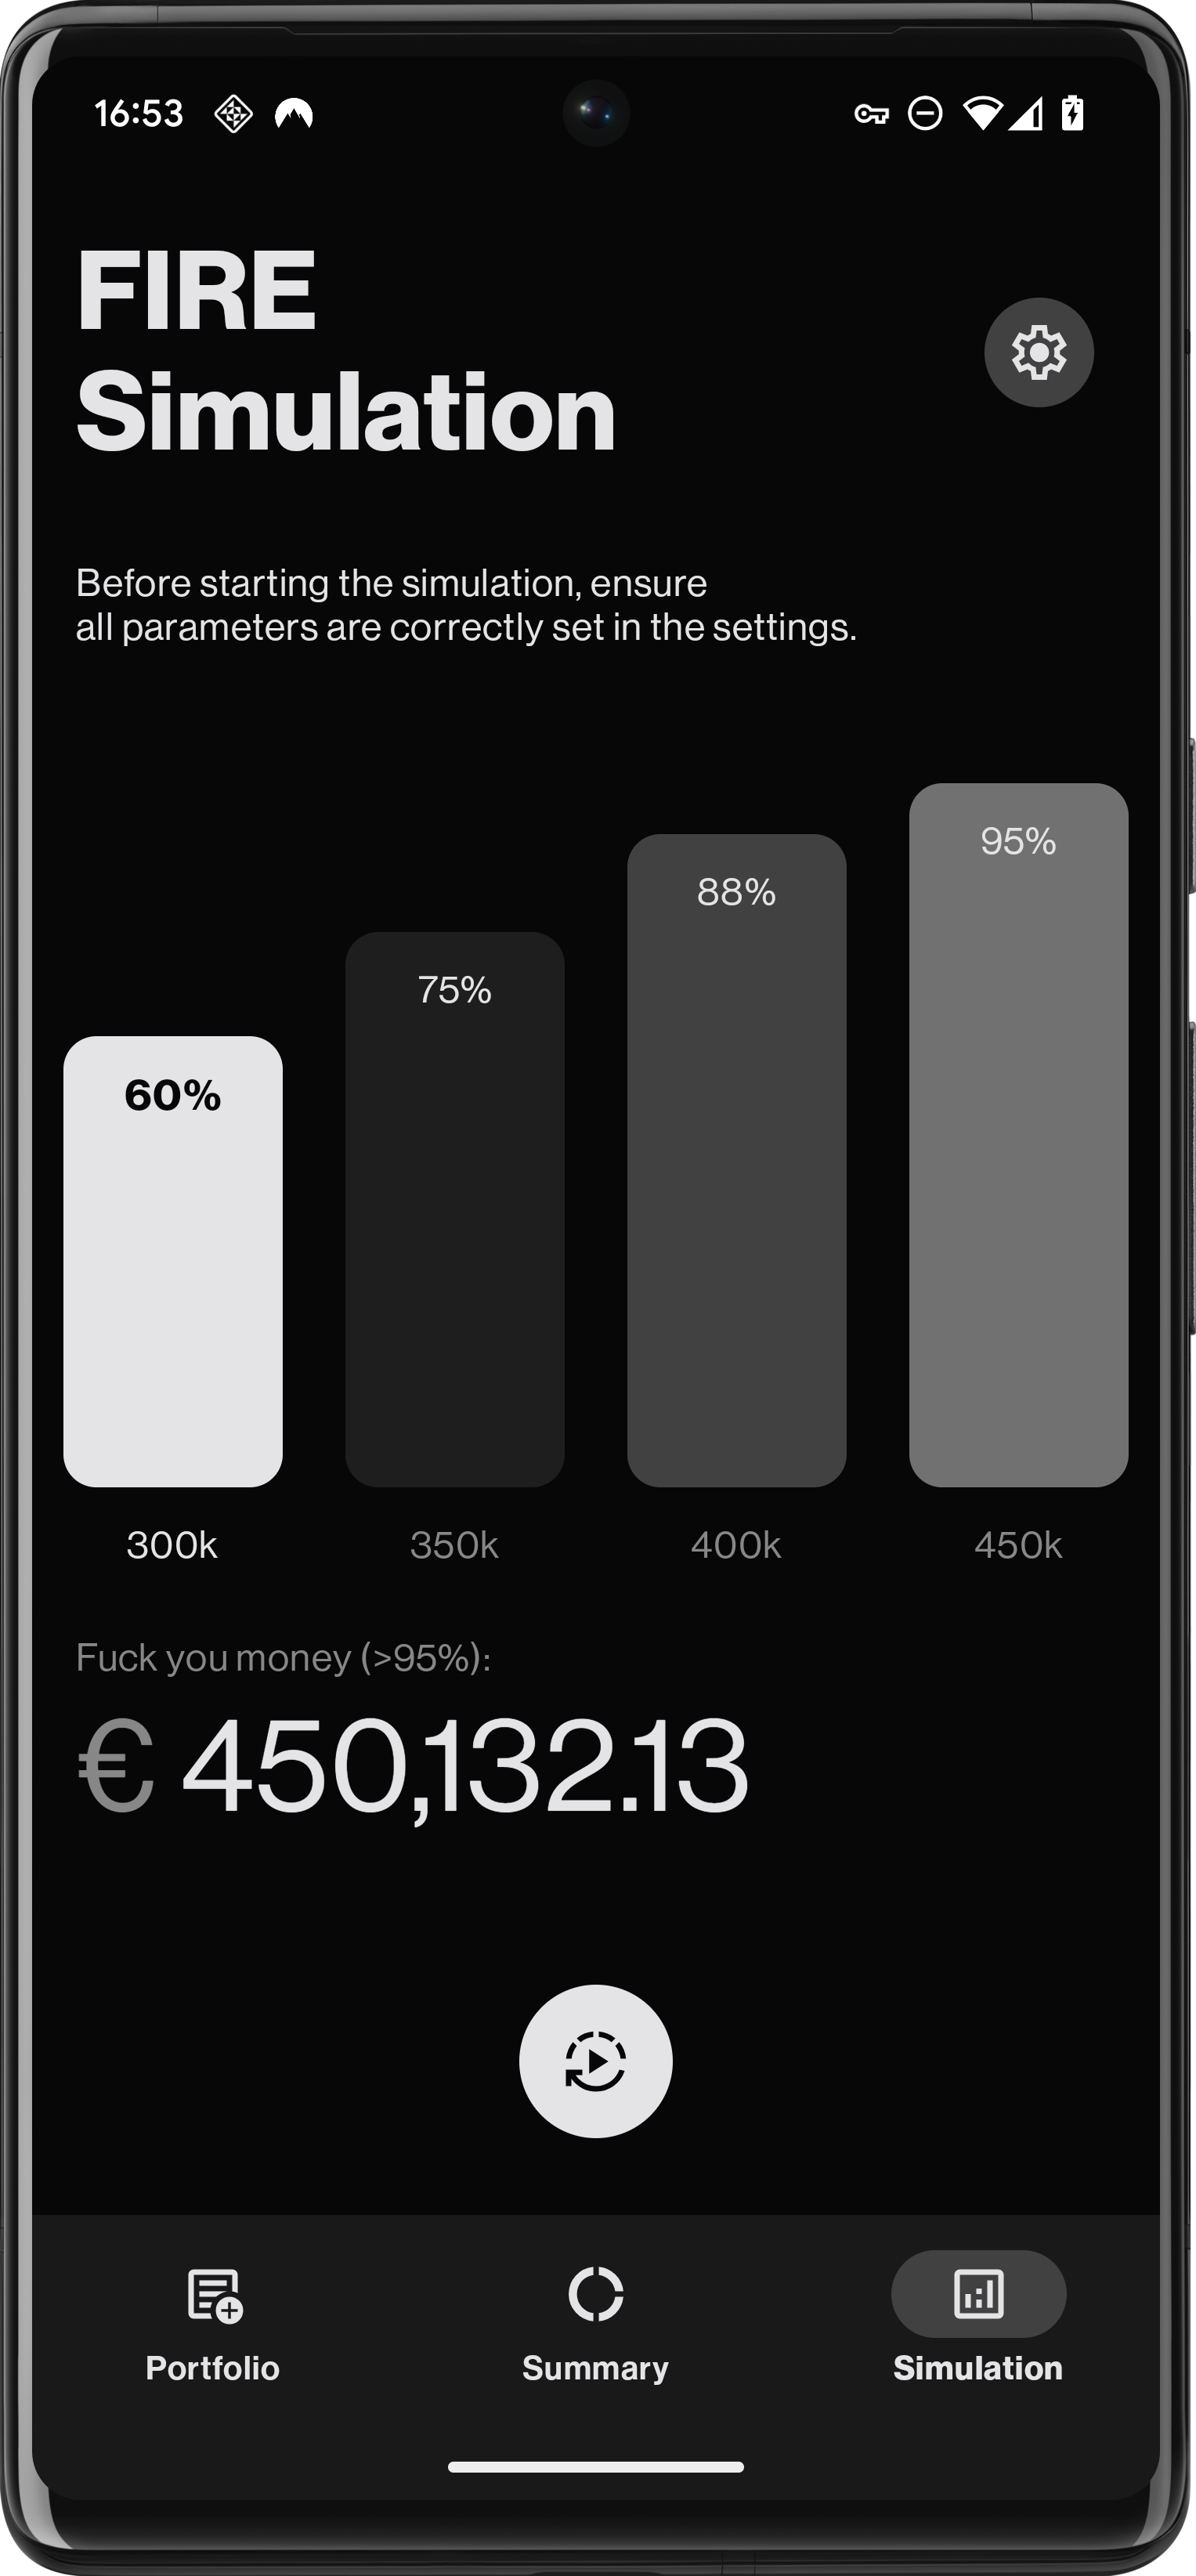 16:53
FIRE
Simulation
Before starting the simulation, ensure
all parameters are correctly set in the settings.
60%
75%
88%
95%
300k
350k
400k
450k
Fuck you money (>95%):
€ 450,132.13
Portfolio
Summary
Simulation